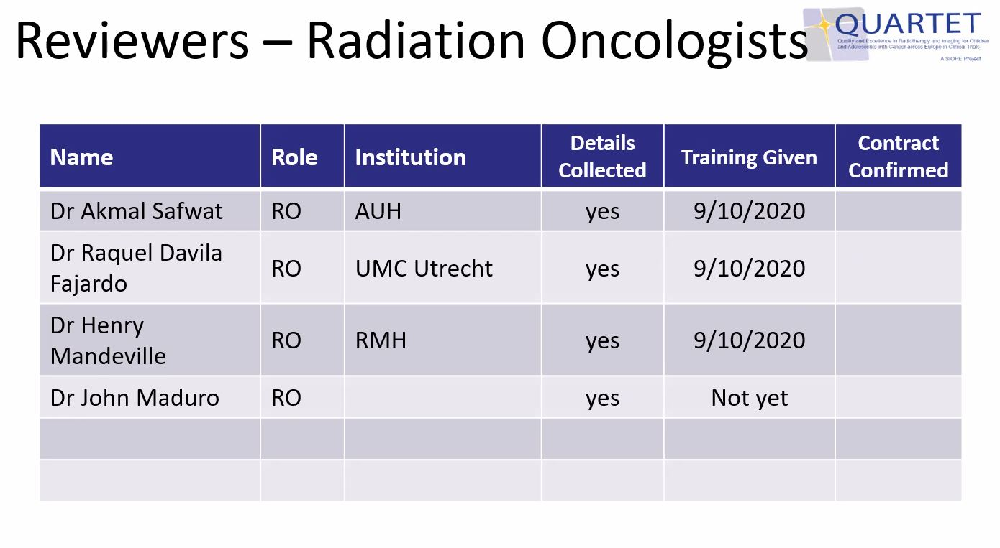 Reviewers – Radiation Oncologists
QUARTET
Quality and Excellence in Radiotherapy and Imaging for Children
and Adolescents with Cancer across Europe in Clinical Trials
A SIOPE Project
Name Role Institution Details Collected Training Given Contract Confirmed
Dr Akmal Safwat RO AUH yes 9/10/2020
Dr Raquel Davila Fajardo RO UMC Utrecht yes 9/10/2020
Dr Henry Mandeville RO RMH yes 9/10/2020
Dr John Maduro RO yes Not yet